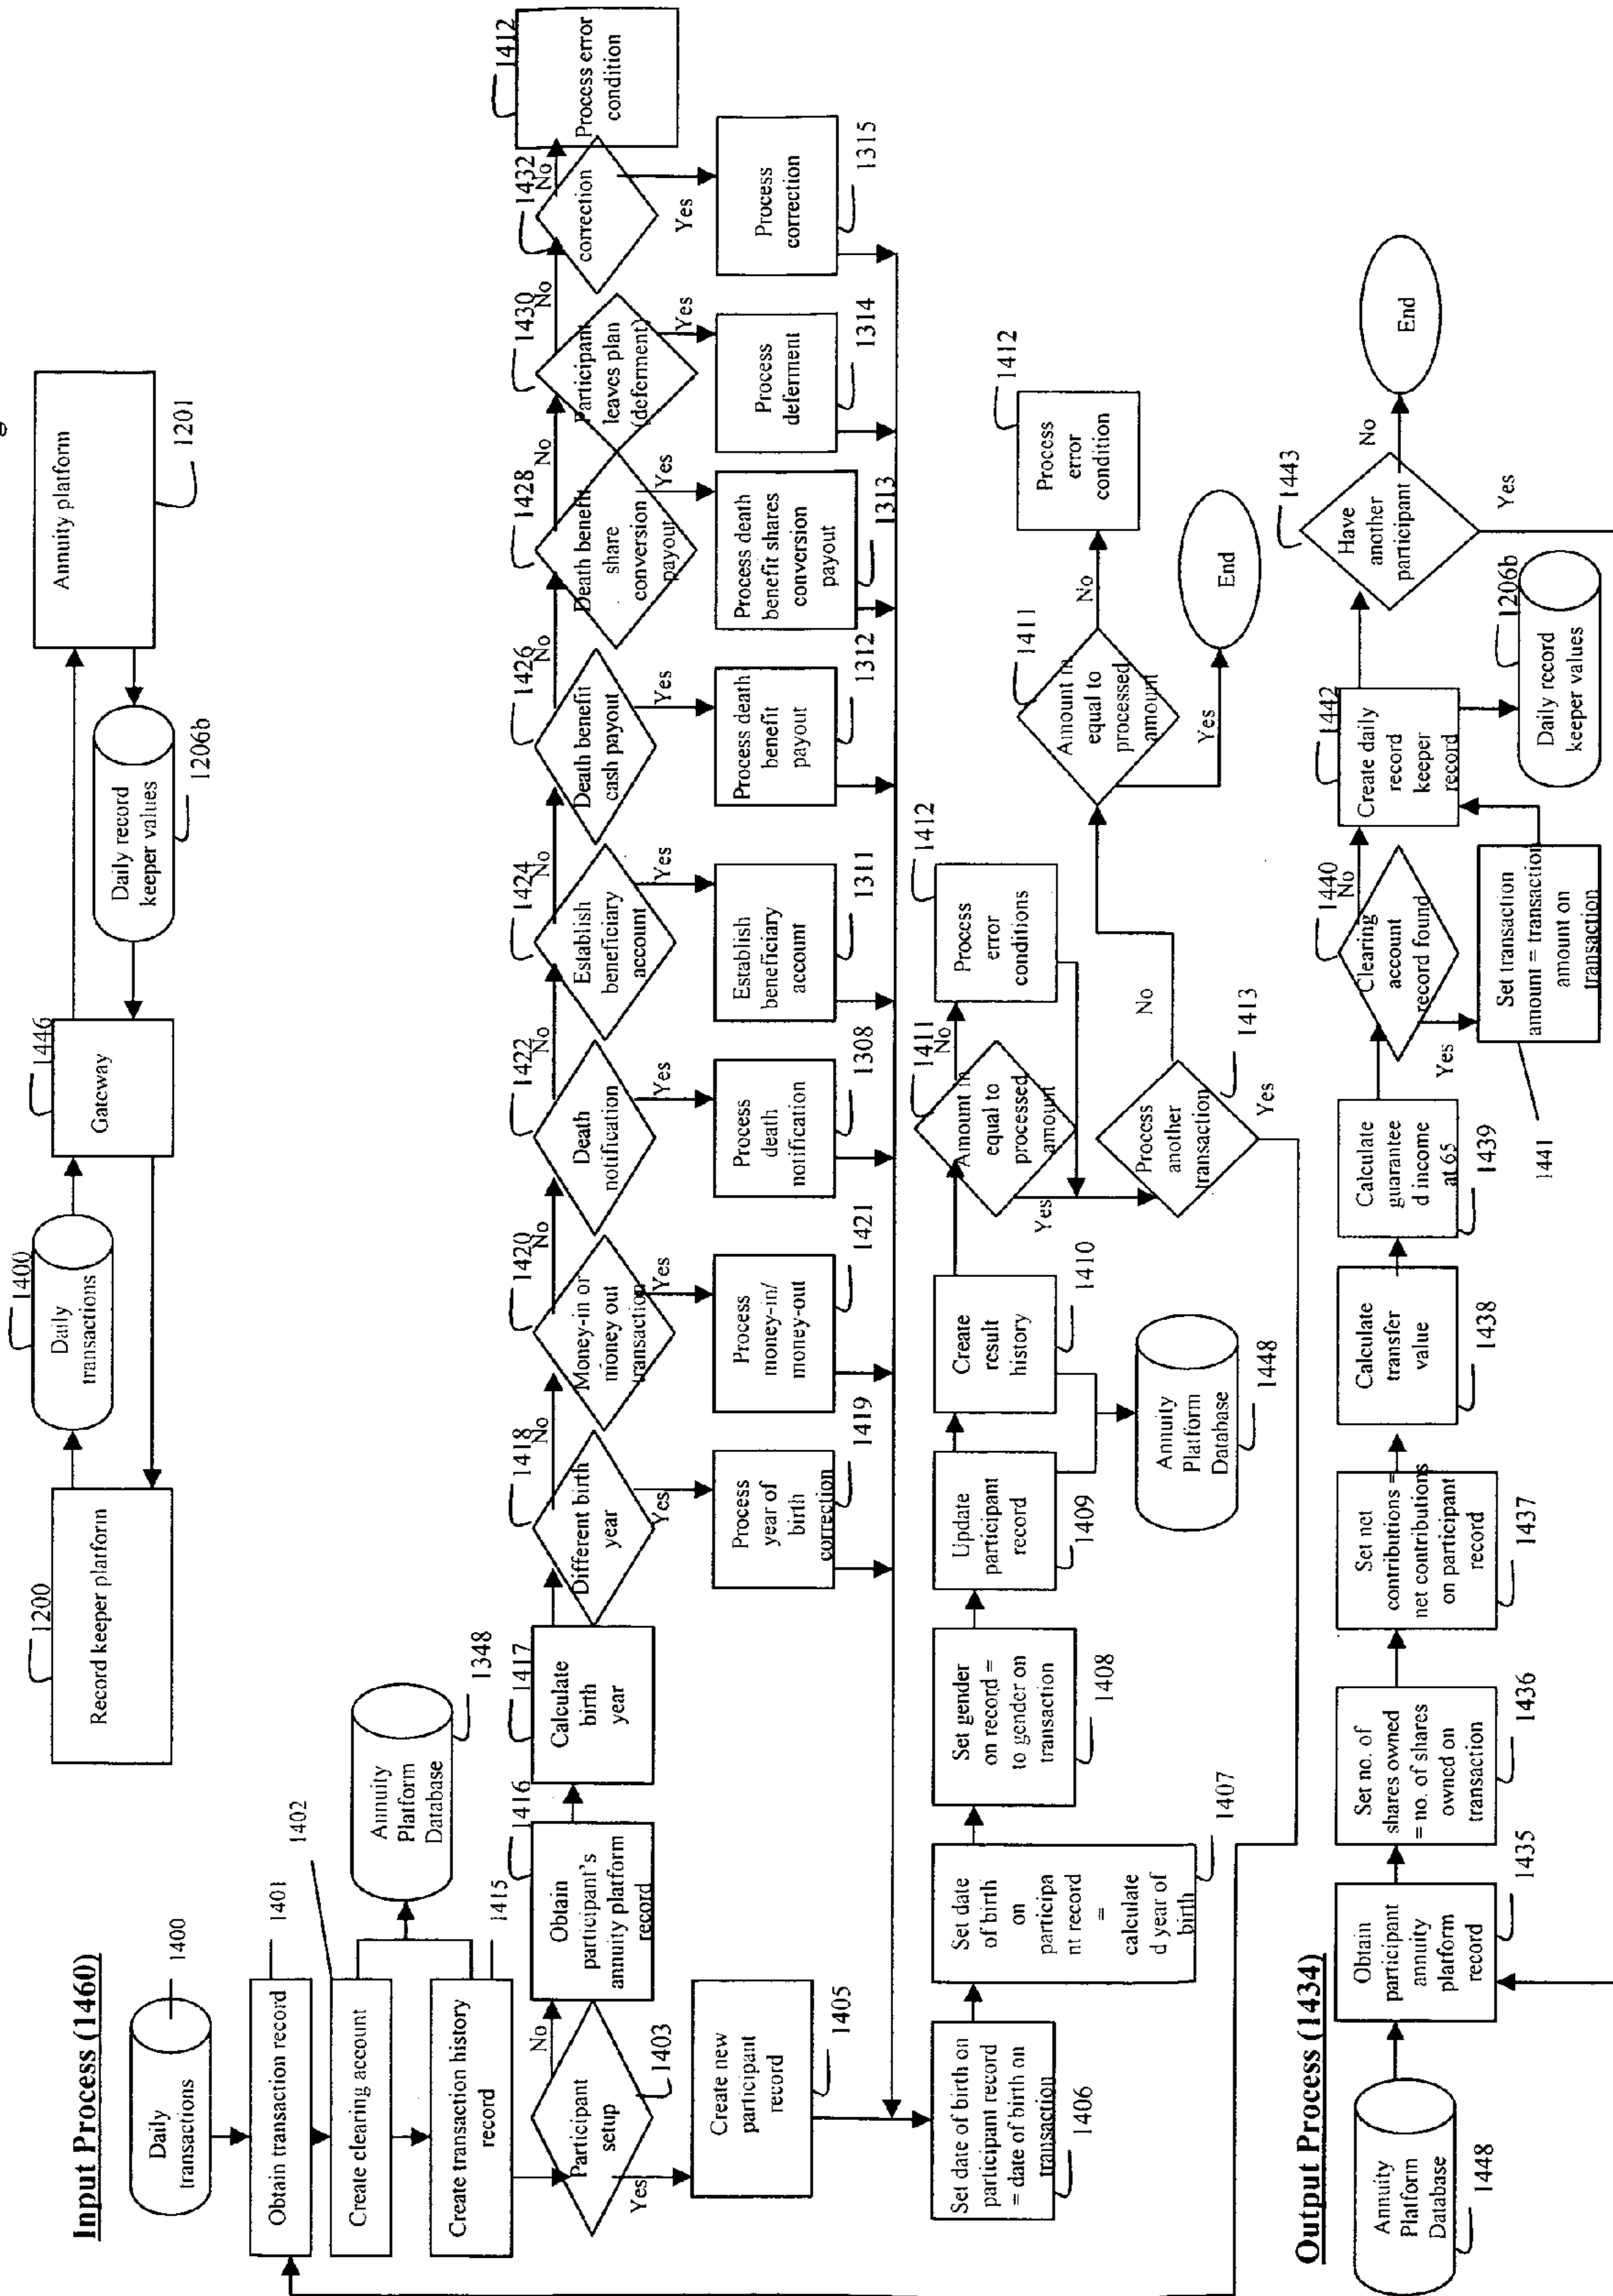 1200
Record keeper platform
1400
Daily
transactions
1446
Gateway
Daily record
keeper values
1206b
Annuity platform
1201
Input Process (1460)
Daily
transactions
1400
Obtain transaction record
1401
Create clearing account
1402
Create transaction history
record
1415
Annuity
Platform
Database
1348
Participant
setup
1403
No
Yes
Create new
participant
record
1405
Obtain
participant's
annuity platform
record
1416
Calculate
birth
year
1417
Different birth
year
1418
No
Yes
Process
year of
birth
correction
1419
Money-in or
money out
transaction
1420
No
Yes
Process
money-in/
money-out
1421
Death
notification
1422
No
Yes
Process
death
notification
1308
Establish
beneficiary
account
1424
No
Yes
Establish
beneficiary
account
1311
Death benefit
cash payout
1426
No
Yes
Process death
benefit
payout
1312
Death benefit
share
conversion
payout
1428
No
Yes
Process death
benefit shares
conversion
payout
1313
Participant
leaves plan
(deferment)
1430
No
Yes
Process
deferment
1314
correction
1432
No
Yes
Process
correction
1315
Process error
condition
1412
Set date of birth on
participant record
= date of birth on
transaction
1406
Set date
of birth
on
participa
nt record
=
calculate
d year of
birth
1407
Set gender
on record =
to gender on
transaction
1408
Update
participant
record
1409
Create
result
history
1410
Annuity
Platform
Database
1448
Amount in
equal to
processed
amount
1411
No
Yes
Process
error
conditions
1412
Process
another
transaction
1413
No
Yes
Amount in
equal to
processed
amount
1411
No
Yes
Process
error
condition
1412
End
Output Process (1434)
Annuity
Platform
Database
1448
Obtain
participant
annuity
platform
record
1435
Set no. of
shares owned
= no. of shares
owned on
transaction
1436
Set net
contributions =
net contributions
on participant
record
1437
Calculate
transfer
value
1438
Calculate
guarantee
d income
at 65
1439
Clearing
account
record found
1440
No
Yes
Set transaction
amount = transaction
amount on
transaction
1441
Create daily
record
keeper
record
1442
Daily record
keeper values
1206b
Have
another
participant
1443
No
Yes
End